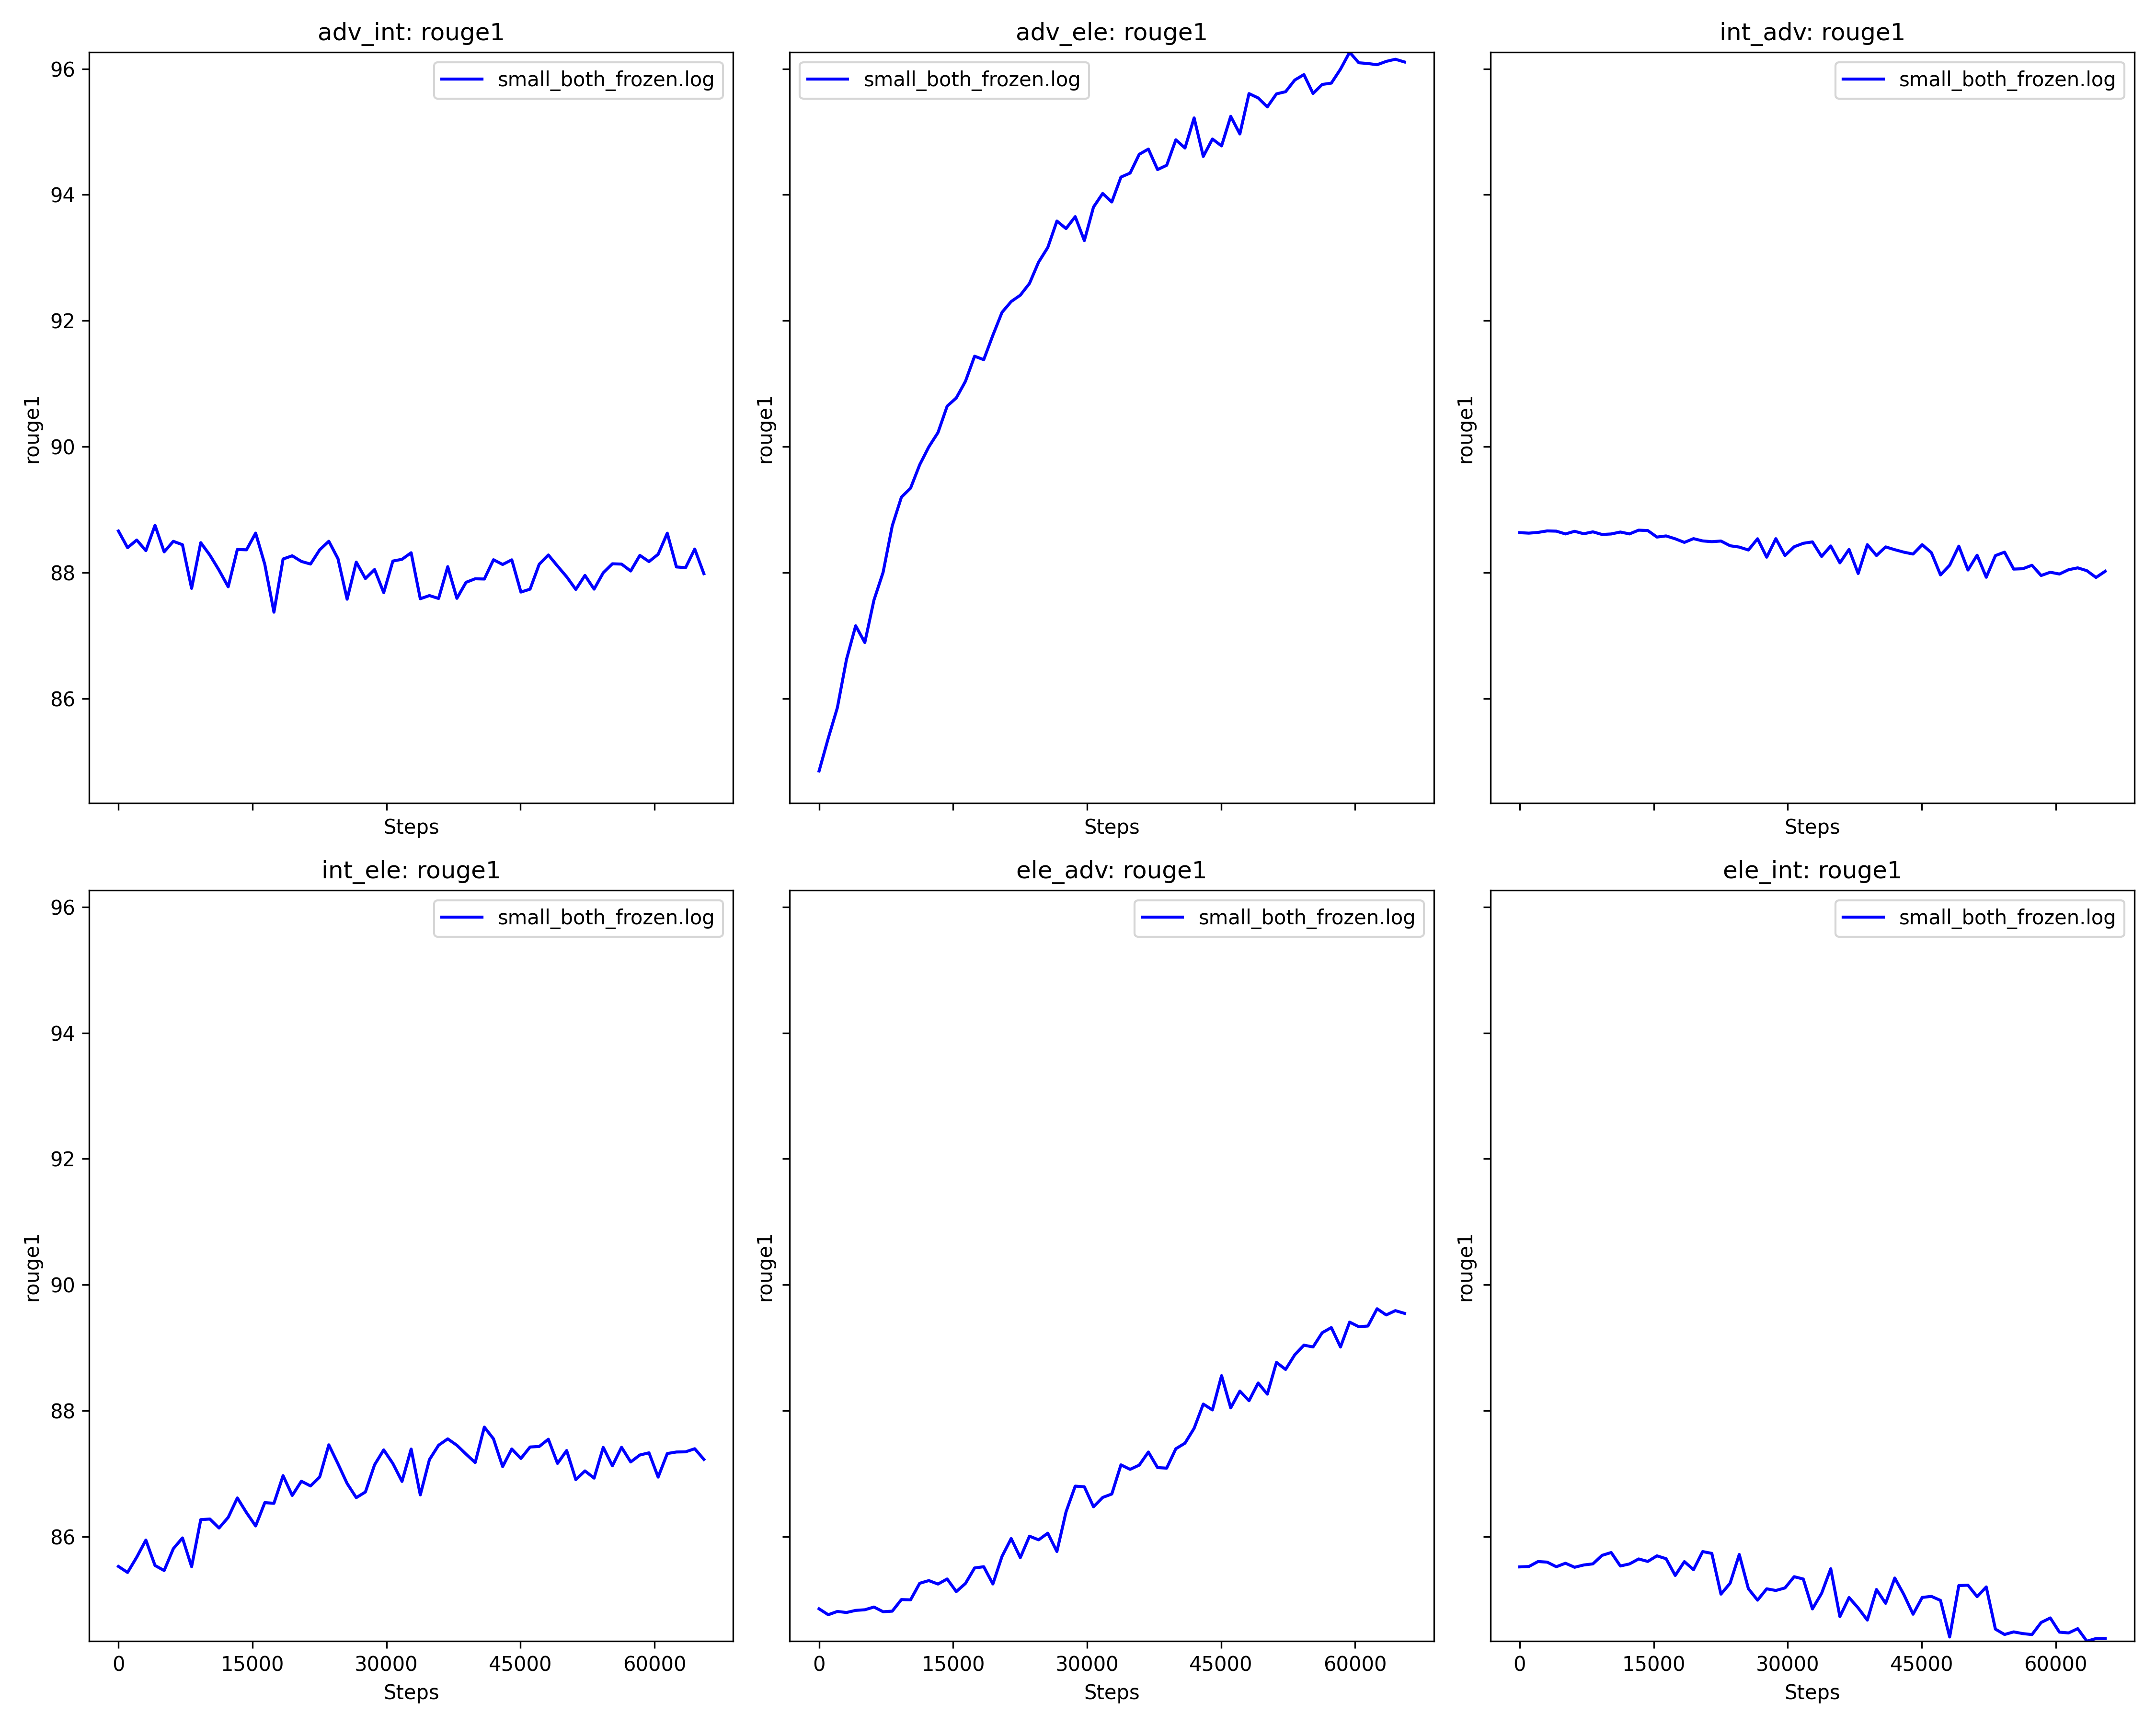 adv_int: rouge1
small_both_frozen.log
96
94
92
90
88
86
rouge1
Steps
adv_ele: rouge1
small_both_frozen.log
rouge1
Steps
int_adv: rouge1
small_both_frozen.log
rouge1
Steps
int_ele: rouge1
small_both_frozen.log
96
94
92
90
88
86
rouge1
0 15000 30000 45000 60000
Steps
ele_adv: rouge1
small_both_frozen.log
rouge1
0 15000 30000 45000 60000
Steps
ele_int: rouge1
small_both_frozen.log
rouge1
0 15000 30000 45000 60000
Steps